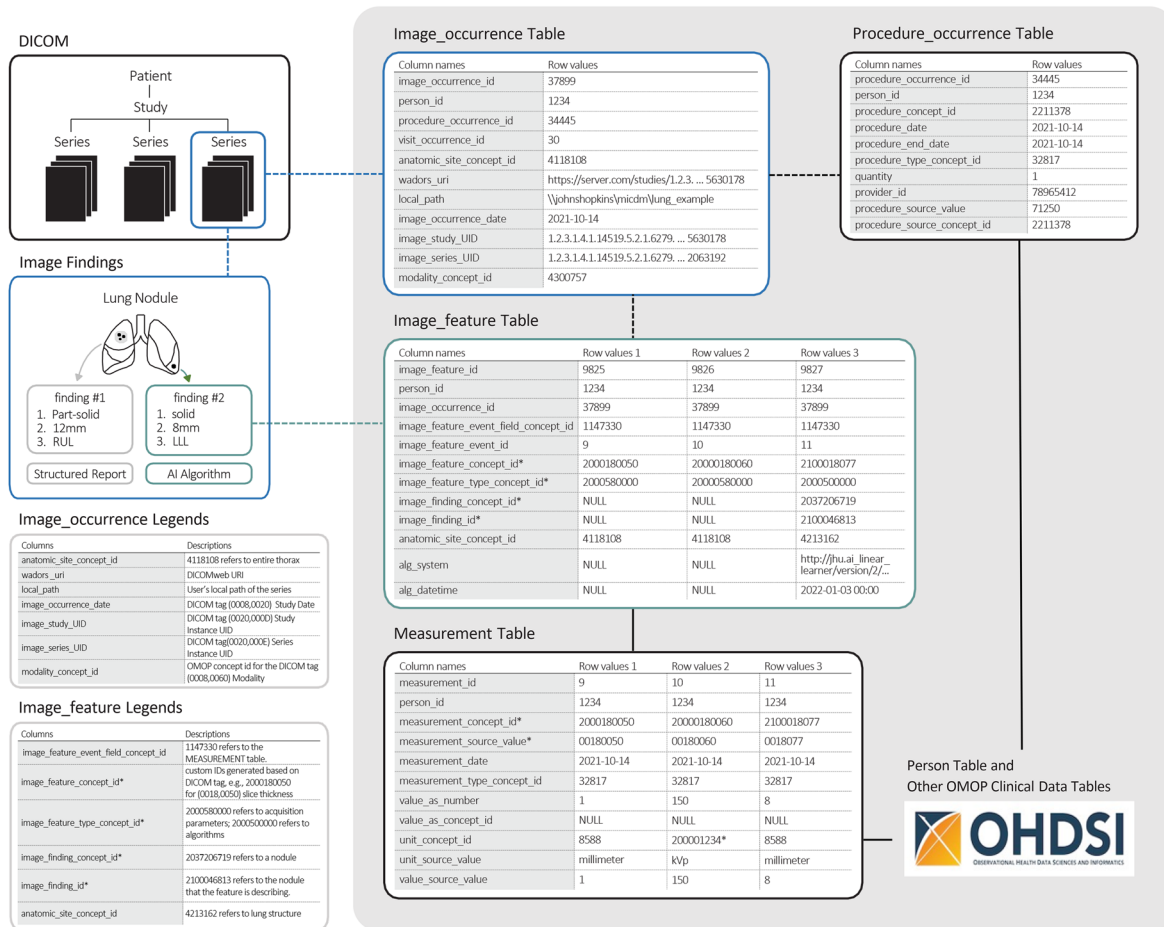 DICOM
Patient
Study
Series Series Series
Image Findings
Lung Nodule
finding #1
1. Part-solid
2. 12mm
3. RUL
Structured Report
finding #2
1. solid
2. 8mm
3. LLL
AI Algorithm
Image_occurrence Legends
Columns Descriptions
anatomic_site_concept_id 4118108 refers to entire thorax
wadors_uri DICOMweb URI
local_path User's local path of the series
image_occurrence_date DICOM tag (0008,0020) Study Date
image_study_UID DICOM tag (0020,000D) Study
Instance UID
image_series_UID DICOM tag(0020,000E) Series
Instance UID
modality_concept_id OMOP concept id for the DICOM tag
(0008,0060) Modality
Image_feature Legends
Columns Descriptions
image_feature_event_field_concept_id 1147330 refers to the
MEASUREMENT table.
image_feature_concept_id* custom IDs generated based on
DICOM tag, e.g., 2000180050
for (0018,0050) slice thickness
image_feature_type_concept_id* 2000580000 refers to acquisition
parameters; 2000500000 refers to
algorithms
image_finding_concept_id* 2037206719 refers to a nodule
image_finding_id* 2100046813 refers to the nodule
that the feature is describing.
anatomic_site_concept_id 4213162 refers to lung structure
Image_occurrence Table
Column names Row values
image_occurrence_id 37899
person_id 1234
procedure_occurrence_id 34445
visit_occurrence_id 30
anatomic_site_concept_id 4118108
wadors_uri https://server.com/studies/1.2.3. ... 5630178
local_path \\johnshopkins\micdm\lung_example
image_occurrence_date 2021-10-14
image_study_UID 1.2.3.1.4.1.14519.5.2.1.6279. ... 5630178
image_series_UID 1.2.3.1.4.1.14519.5.2.1.6279. ... 2063192
modality_concept_id 4300757
Procedure_occurrence Table
Column names Row values
procedure_occurrence_id 34445
person_id 1234
procedure_concept_id 2211378
procedure_date 2021-10-14
procedure_end_date 2021-10-14
procedure_type_concept_id 32817
quantity 1
provider_id 78965412
procedure_source_value 71250
procedure_source_concept_id 2211378
Image_feature Table
Column names Row values 1 Row values 2 Row values 3
image_feature_id 9825 9826 9827
person_id 1234 1234 1234
image_occurrence_id 37899 37899 37899
image_feature_event_field_concept_id 1147330 1147330 1147330
image_feature_event_id 9 10 11
image_feature_concept_id* 2000180050 20000180060 2100018077
image_feature_type_concept_id* 2000580000 20000580000 2000500000
image_finding_concept_id* NULL NULL 2037206719
image_finding_id* NULL NULL 2100046813
anatomic_site_concept_id 4118108 4118108 4213162
alg_system NULL NULL http://jhu.ai_linear_
learner/version/2/...
alg_datetime NULL NULL 2022-01-03 00:00
Measurement Table
Column names Row values 1 Row values 2 Row values 3
measurement_id 9 10 11
person_id 1234 1234 1234
measurement_concept_id* 2000180050 20000180060 2100018077
measurement_source_value* 00180050 00180060 0018077
measurement_date 2021-10-14 2021-10-14 2021-10-14
measurement_type_concept_id 32817 32817 32817
value_as_number 1 150 8
value_as_concept_id NULL NULL NULL
unit_concept_id 8588 200001234* 8588
unit_source_value millimeter kVp millimeter
value_source_value 1 150 8
Person Table and
Other OMOP Clinical Data Tables
OHDSI
OBSERVATIONAL HEALTH DATA SCIENCES AND INFORMATICS